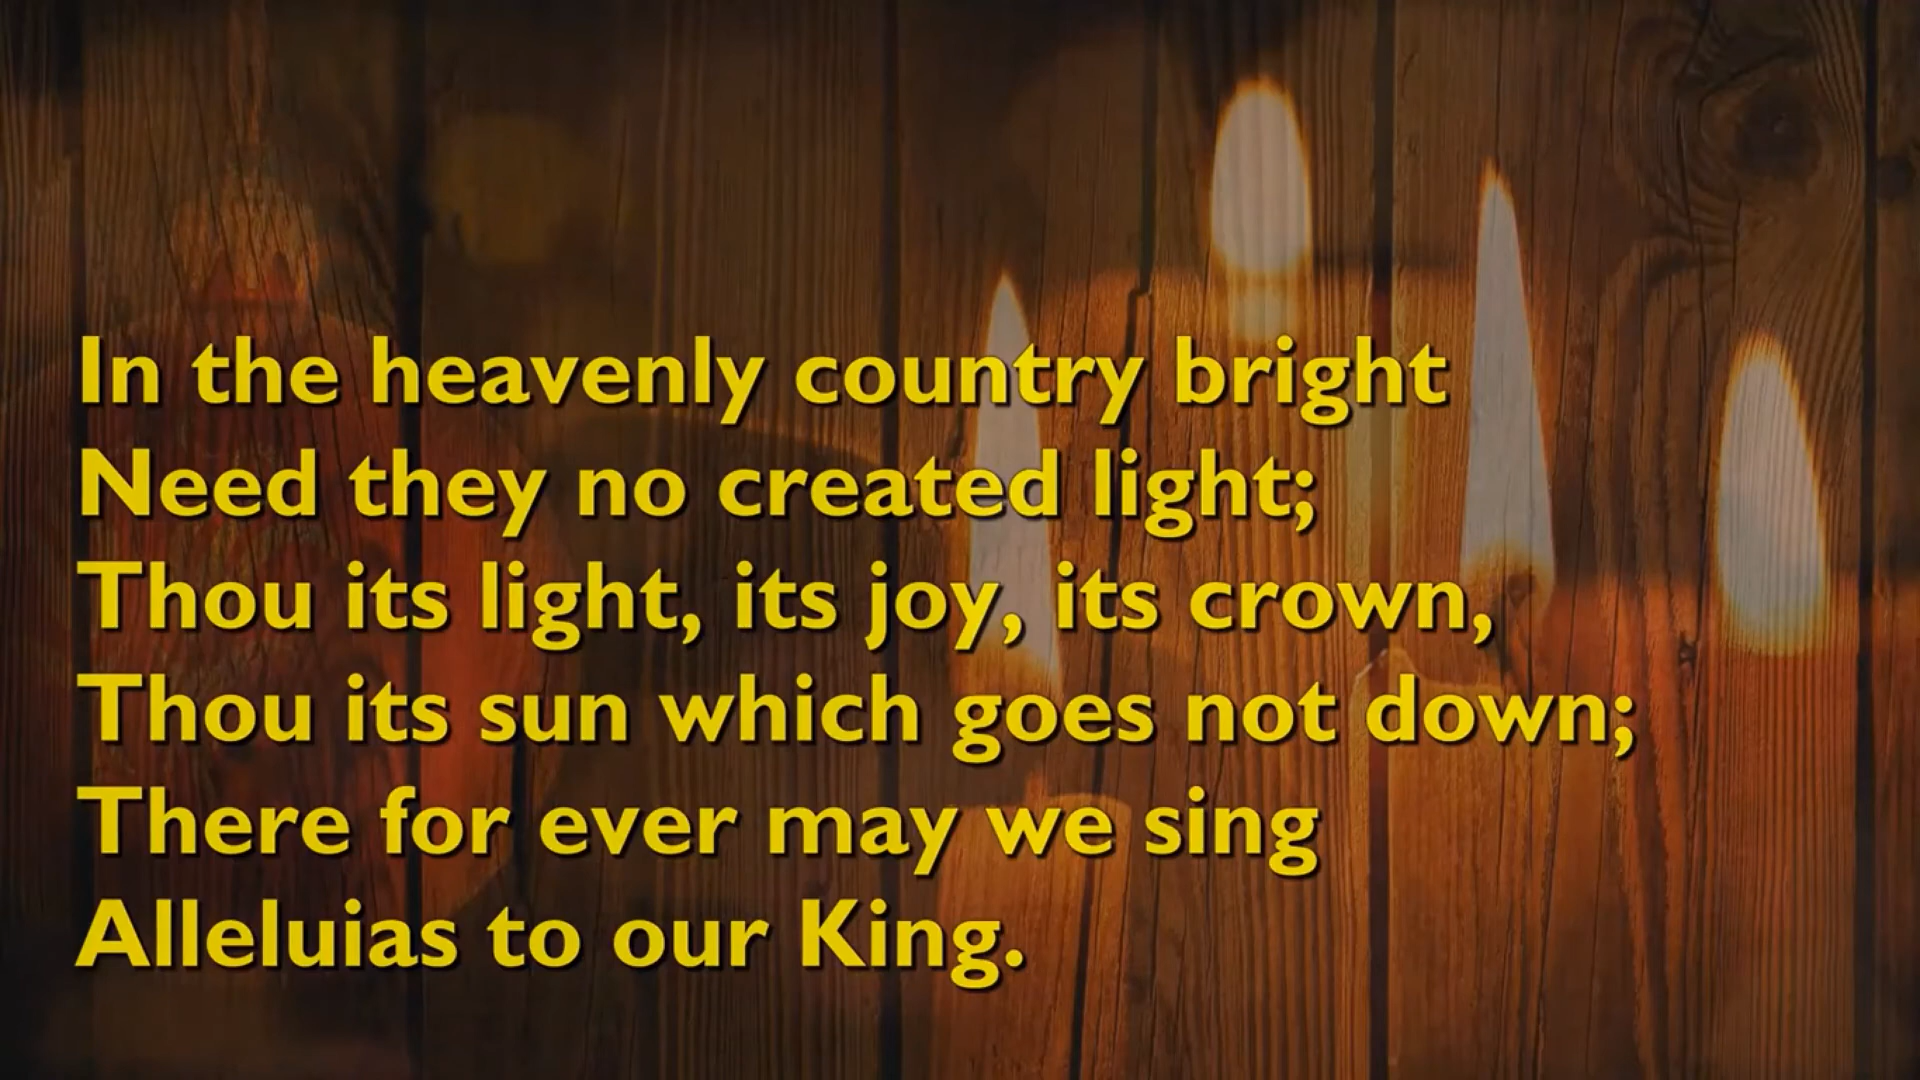 In the heavenly country bright
Need they no created light;
Thou its light, its joy, its crown,
Thou its sun which goes not down;
There for ever may we sing
Alleluias to our King.